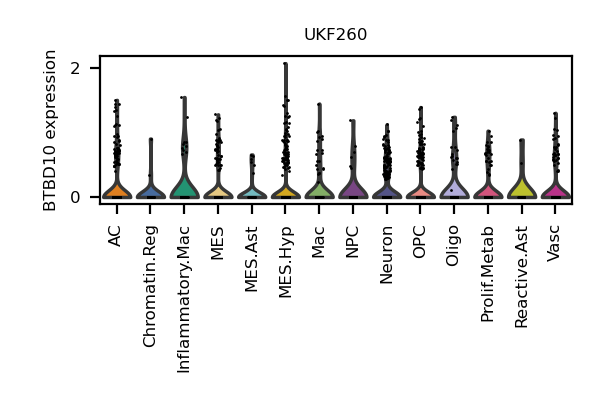 UKF260
BTBD10 expression
2
0
AC
Chromatin.Reg
Inflammatory.Mac
MES
MES.Ast
MES.Hyp
Mac
NPC
Neuron
OPC
Oligo
Prolif.Metab
Reactive.Ast
Vasc